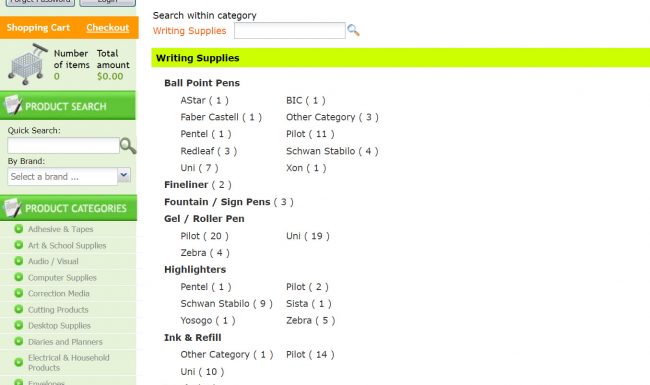 Forget Password
Login
Shopping Cart Checkout
Number of items
0
Total amount
$0.00
PRODUCT SEARCH
Quick Search:
By Brand:
Select a brand ...
PRODUCT CATEGORIES
Adhesive & Tapes
Art & School Supplies
Audio / Visual
Computer Supplies
Correction Media
Cutting Products
Desktop Supplies
Diaries and Planners
Electrical & Household
Products
Envelopes
Search within category
Writing Supplies
Writing Supplies
Ball Point Pens
AStar ( 1 ) BIC ( 1 )
Faber Castell ( 1 ) Other Category ( 3 )
Pentel ( 1 ) Pilot ( 11 )
Redleaf ( 3 ) Schwan Stabilo ( 4 )
Uni ( 7 ) Xon ( 1 )
Fineliner ( 2 )
Fountain / Sign Pens ( 3 )
Gel / Roller Pen
Pilot ( 20 ) Uni ( 19 )
Zebra ( 4 )
Highlighters
Pentel ( 1 ) Pilot ( 2 )
Schwan Stabilo ( 9 ) Sista ( 1 )
Yosogo ( 1 ) Zebra ( 5 )
Ink & Refill
Other Category ( 1 ) Pilot ( 14 )
Uni ( 10 )